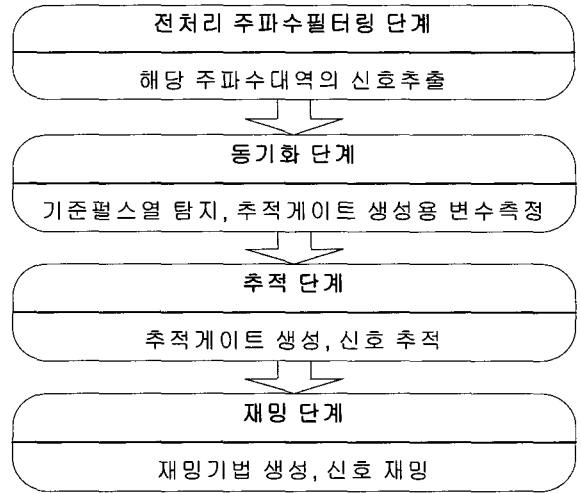 전처리 주파수필터링 단계
해당 주파수대역의 신호추출
동기화 단계
기준펄스열 탐지, 추적게이트 생성용 변수측정
추적 단계
추적게이트 생성, 신호 추적
재밍 단계
재밍기법 생성, 신호 재밍